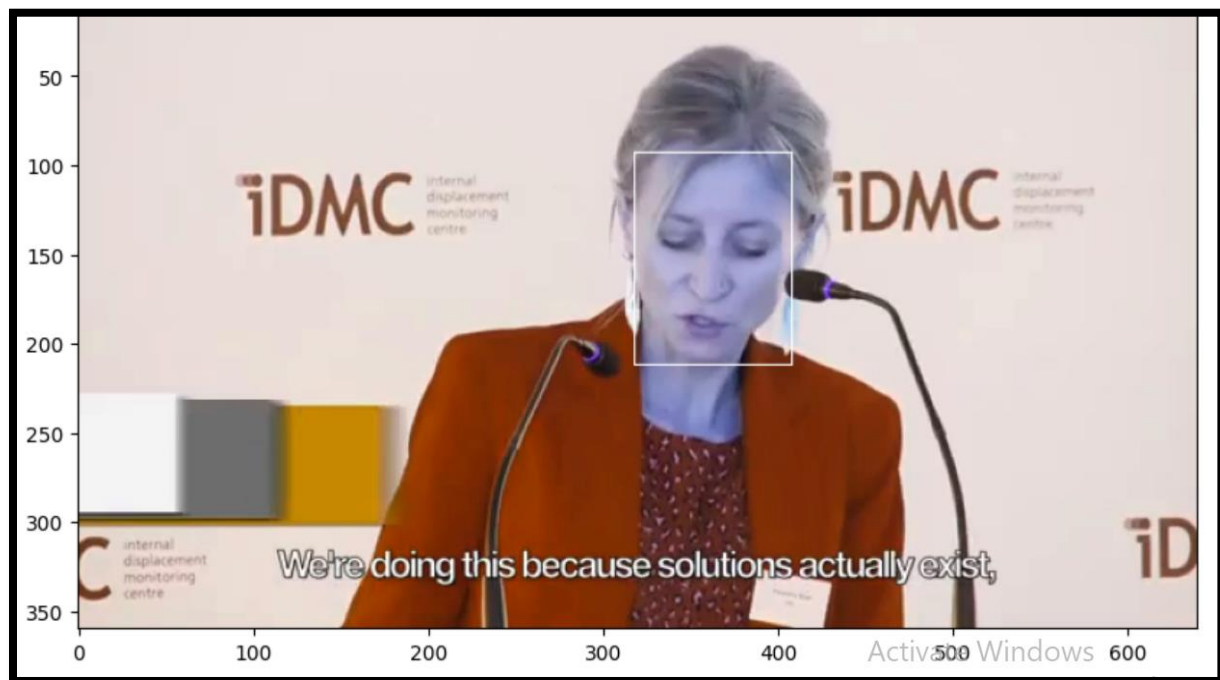 50
100
150
200
250
300
350
iDMC
internal
displacement
monitoring
centre
iDMC
internal
displacement
monitoring
centre
C
internal
displacement
monitoring
centre
iD
We're doing this because solutions actually exist,
0 100 200 300 400 500 600
Activate Windows